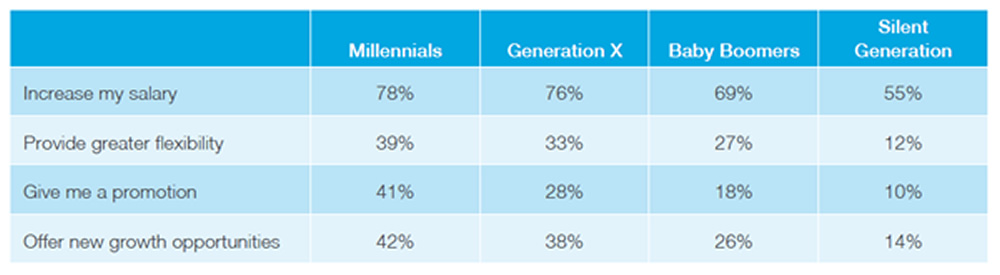 Millennials Generation X Baby Boomers Silent Generation
Increase my salary 78% 76% 69% 55%
Provide greater flexibility 39% 33% 27% 12%
Give me a promotion 41% 28% 18% 10%
Offer new growth opportunities 42% 38% 26% 14%